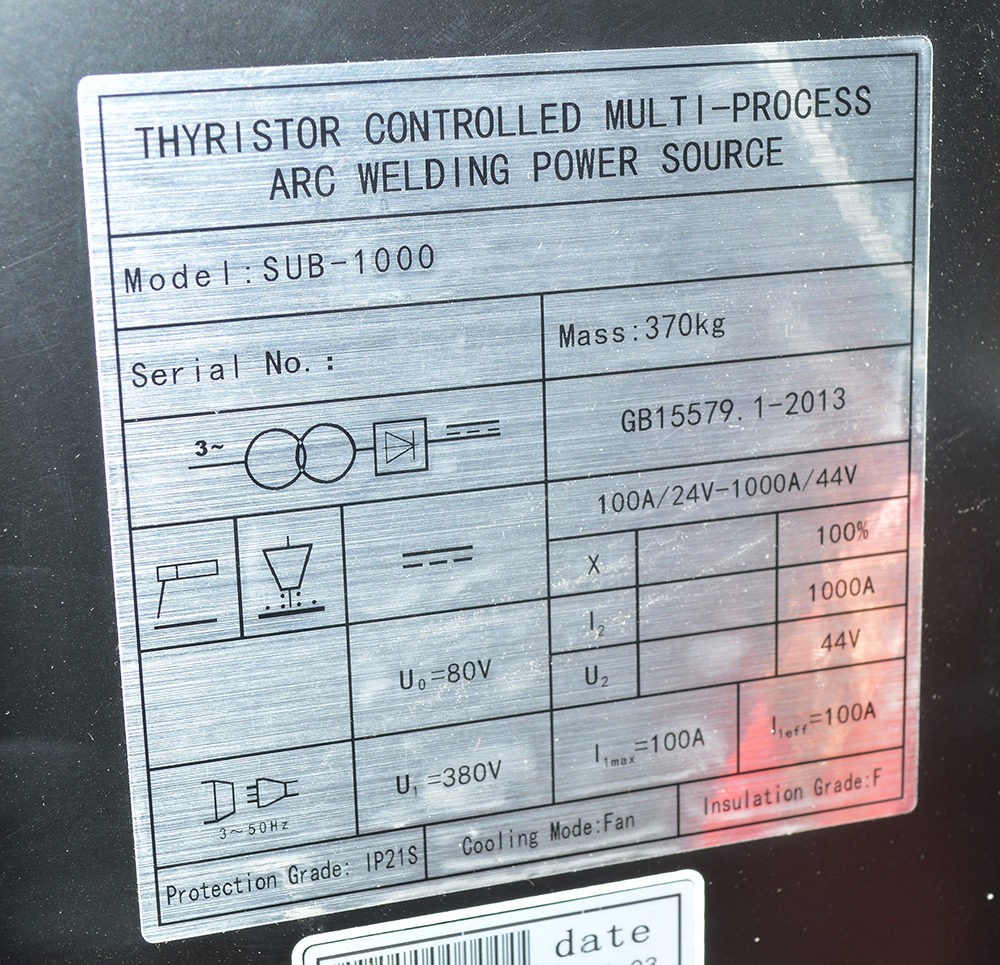 THYRISTOR CONTROLLED MULTI-PROCESS
ARC WELDING POWER SOURCE
Model:SUB-1000
Serial No.:
Mass:370kg
3~
GB15579.1-2013
100A/24V-1000A/44V
X 100%
I₂ 1000A
U₂ 44V
U₀=80V
U₁=380V
I₁max=100A
I₁eff=100A
3~50Hz
Protection Grade: IP21S
Cooling Mode:Fan
Insulation Grade:F
date